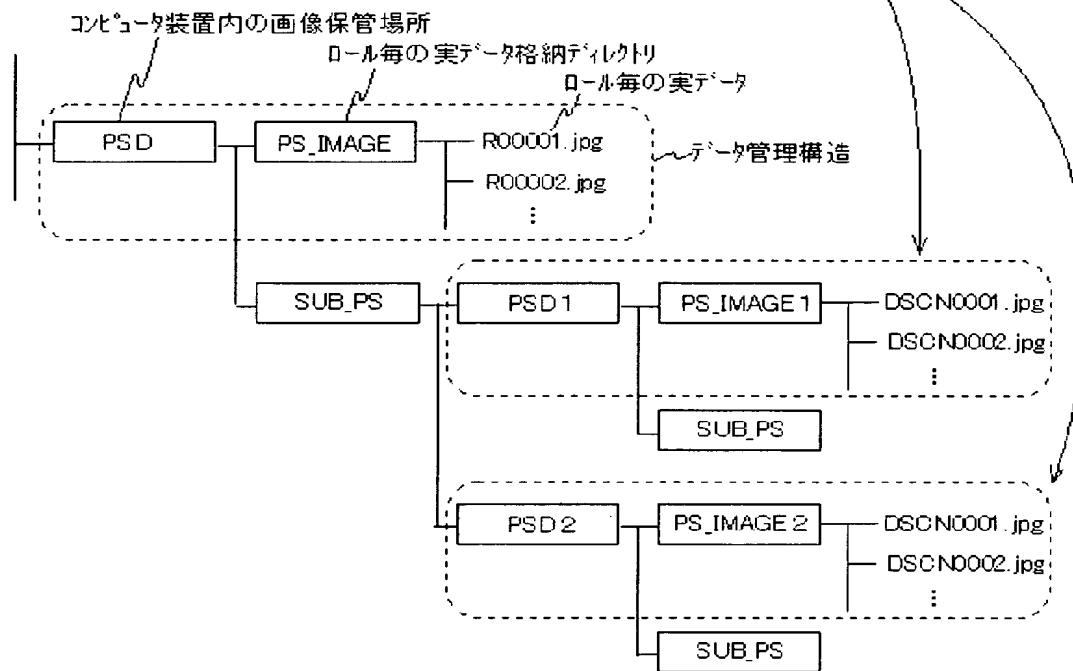 コンピュータ装置内の画像保管場所
ロール毎の実データ格納ディレクトリ
ロール毎の実データ
PSD
PS_IMAGE
R00001.jpg
データ管理構造
R00002.jpg
⋮
SUB_PS
PSD1
PS_IMAGE1
DSCN0001.jpg
DSCN0002.jpg
⋮
SUB_PS
PSD2
PS_IMAGE2
DSCN0001.jpg
DSCN0002.jpg
⋮
SUB_PS